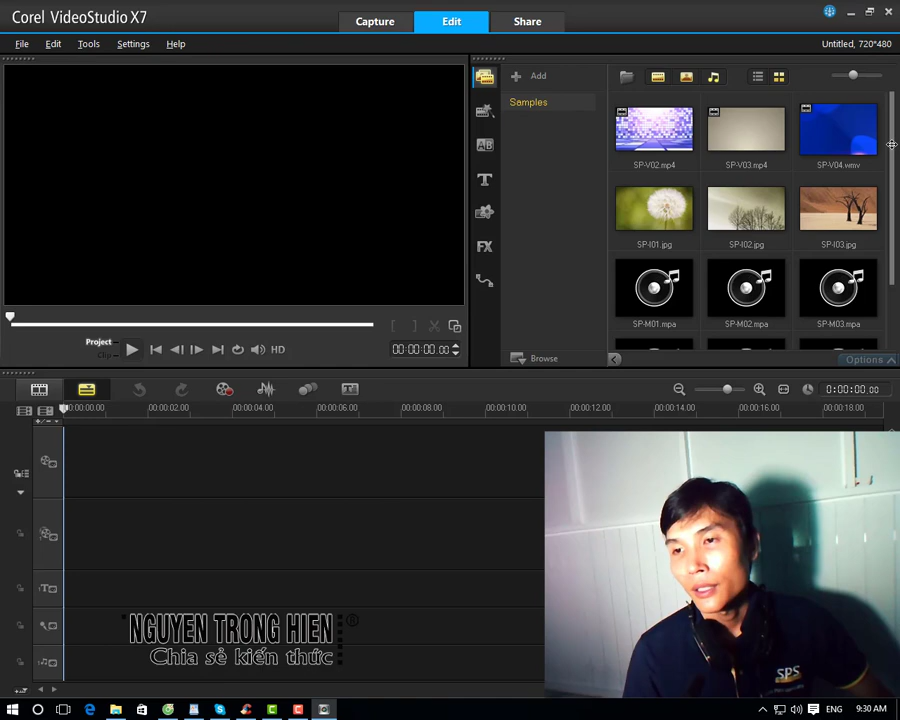 Corel VideoStudio X7
Capture
Edit
Share
File
Edit
Tools
Settings
Help
Untitled, 720*480
Add
Samples
SP-V02.mp4
SP-V03.mp4
SP-V04.wmv
SP-I01.jpg
SP-I02.jpg
SP-I03.jpg
SP-M01.mpa
SP-M02.mpa
SP-M03.mpa
Browse
Options
Project
Clip
HD
00:00:00.00
0:00:00.00
00:00:00.00
00:00:02.00
00:00:04.00
00:00:06.00
00:00:08.00
00:00:10.00
00:00:12.00
00:00:14.00
00:00:16.00
00:00:18.00
NGUYEN TRONG HIEN ®
Chia sẻ kiến thức
SPS
ENG
9:30 AM